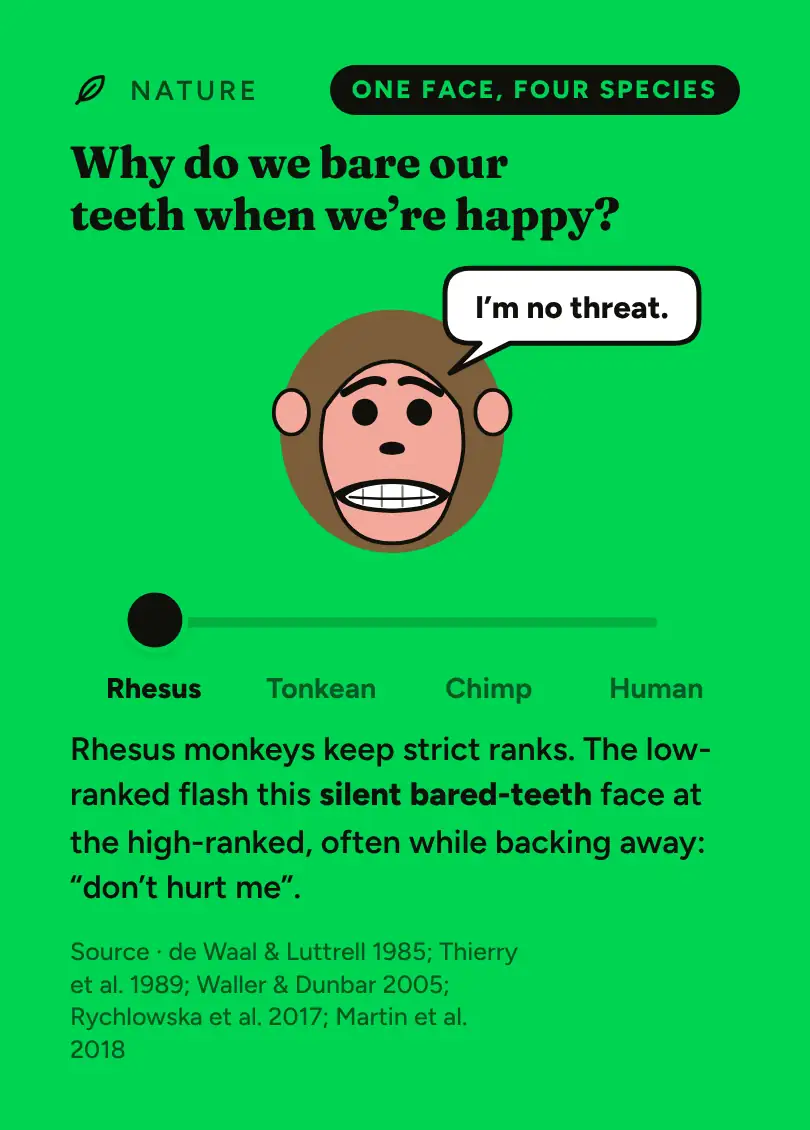 NATURE
ONE FACE, FOUR SPECIES
Why do we bare our
teeth when we’re happy?
I’m no threat.
Rhesus
Tonkean
Chimp
Human
Rhesus monkeys keep strict ranks. The low-
ranked flash this silent bared-teeth face at
the high-ranked, often while backing away:
“don’t hurt me”.
Source · de Waal & Luttrell 1985; Thierry
et al. 1989; Waller & Dunbar 2005;
Rychlowska et al. 2017; Martin et al.
2018